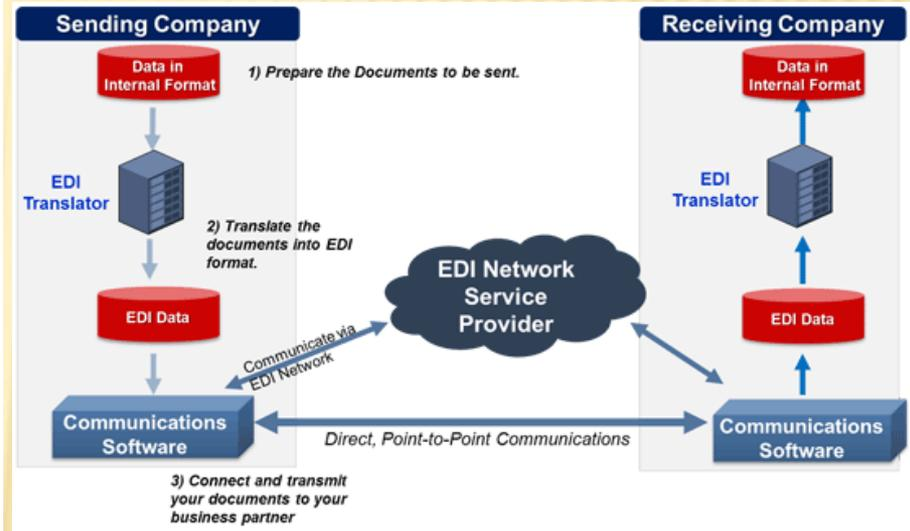 Sending Company
Data in
Internal Format
1) Prepare the Documents to be sent.
EDI
Translator
2) Translate the
documents into EDI
format.
EDI Data
Communicate via
EDI Network
Communications
Software
3) Connect and transmit
your documents to your
business partner
EDI Network
Service
Provider
Direct, Point-to-Point Communications
Receiving Company
Data in
Internal Format
EDI
Translator
EDI Data
Communications
Software